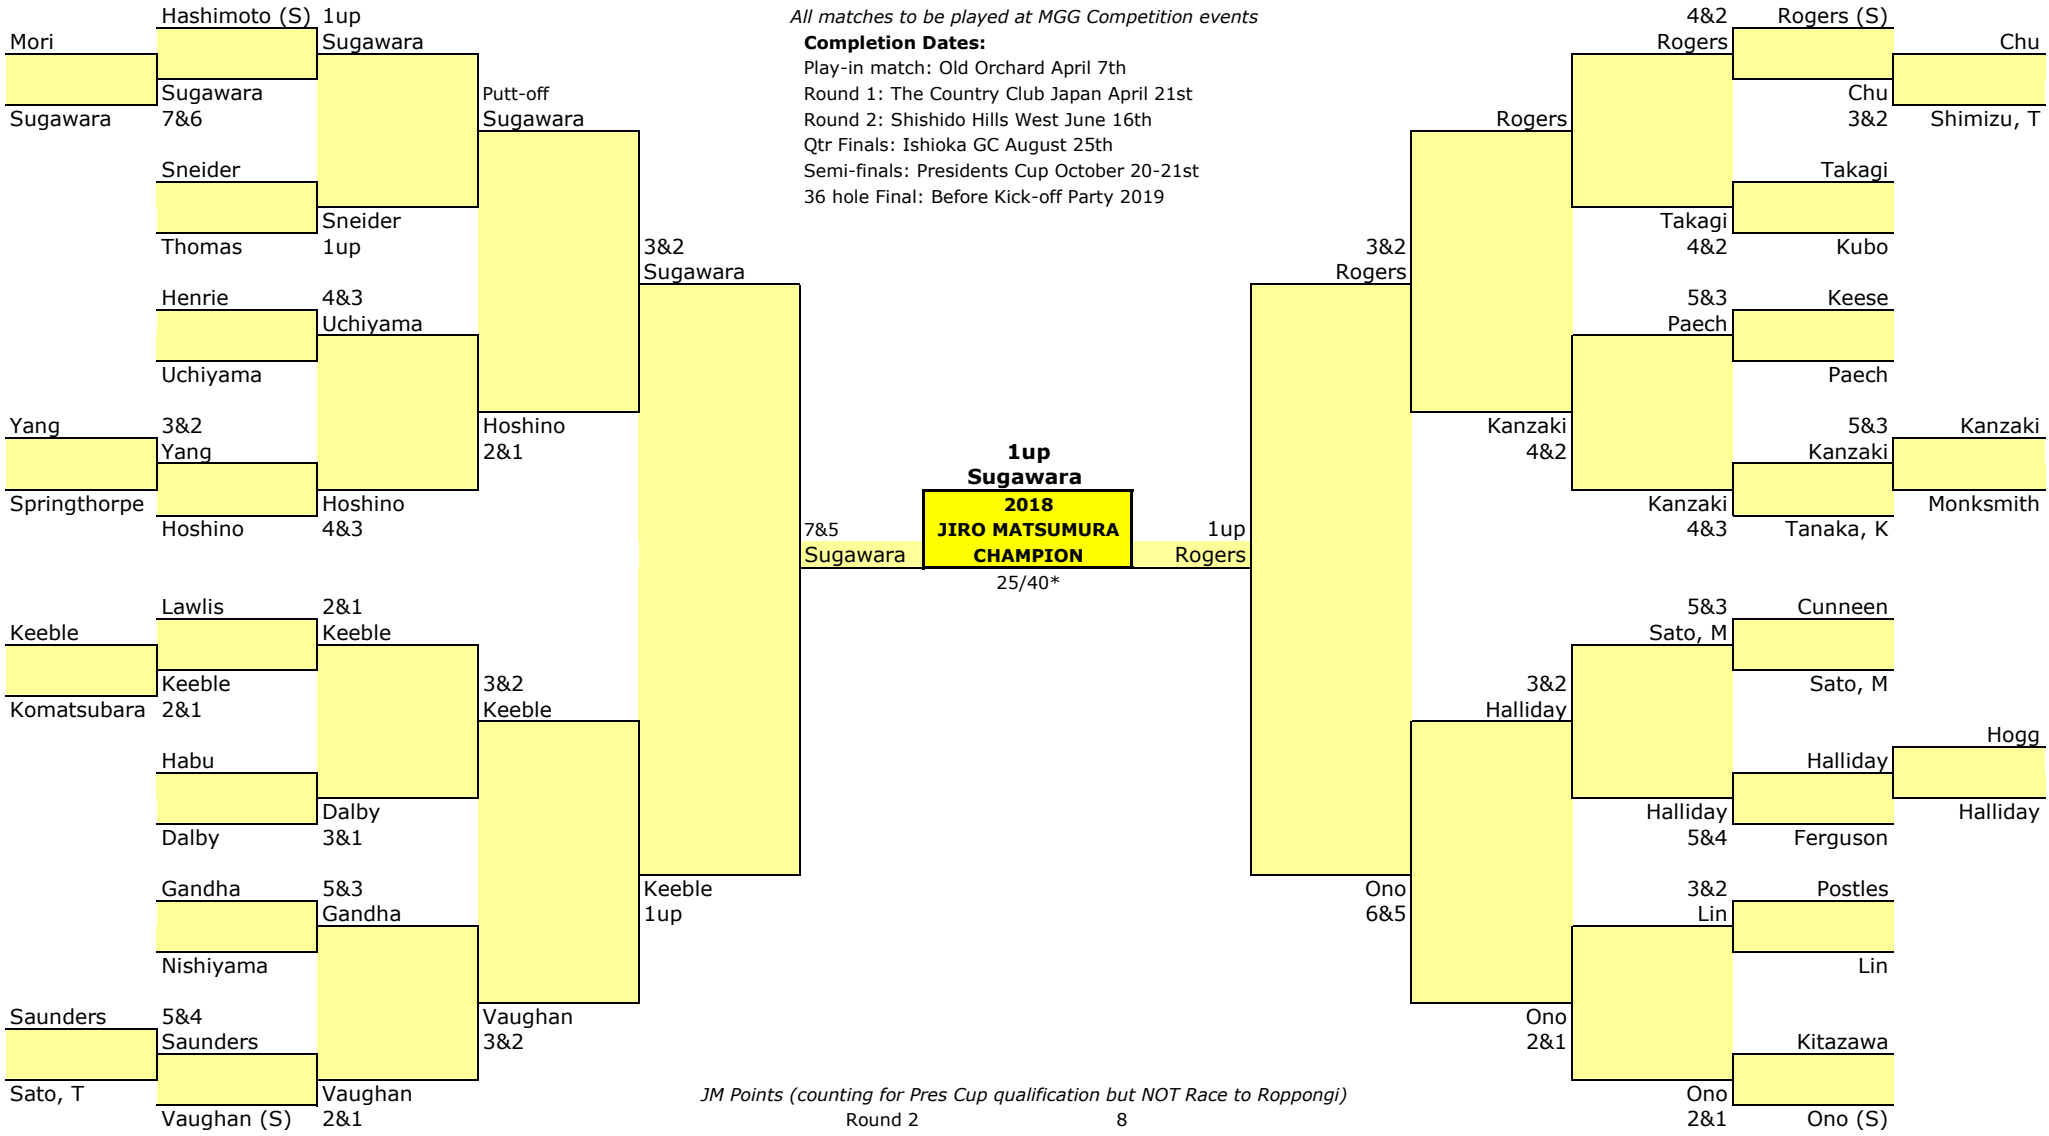 Hashimoto (S)
1up
All matches to be played at MGG Competition events
4&2
Rogers (S)
Mori
Sugawara
Completion Dates:
Rogers
Chu
Play-in match: Old Orchard April 7th
Sugawara
Putt-off
Round 1: The Country Club Japan April 21st
Chu
Sugawara
7&6
Sugawara
Round 2: Shishido Hills West June 16th
Rogers
3&2
Shimizu, T
Qtr Finals: Ishioka GC August 25th
Sneider
Semi-finals: Presidents Cup October 20-21st
Takagi
36 hole Final: Before Kick-off Party 2019
Sneider
Takagi
Thomas
1up
3&2
3&2
4&2
Kubo
Sugawara
Rogers
Henrie
4&3
5&3
Keese
Uchiyama
Paech
Uchiyama
Paech
Yang
3&2
Hoshino
Kanzaki
5&3
Kanzaki
Yang
2&1
1up
4&2
Kanzaki
Sugawara
Springthorpe
Hoshino
2018
Kanzaki
Monksmith
Hoshino
4&3
7&5
JIRO MATSUMURA
1up
4&3
Tanaka, K
Sugawara
CHAMPION
Rogers
25/40*
Lawlis
2&1
5&3
Cunneen
Keeble
Keeble
Sato, M
Keeble
3&2
3&2
Sato, M
Komatsubara
2&1
Keeble
Halliday
Hogg
Habu
Halliday
Dalby
Halliday
Halliday
Dalby
3&1
5&4
Ferguson
Gandha
5&3
Keeble
Ono
3&2
Postles
Gandha
1up
6&5
Lin
Nishiyama
Lin
Saunders
5&4
Vaughan
Ono
Saunders
3&2
2&1
Kitazawa
Sato, T
Vaughan
JM Points (counting for Pres Cup qualification but NOT Race to Roppongi)
Ono
Vaughan (S)
2&1
Round 2
8
2&1
Ono (S)